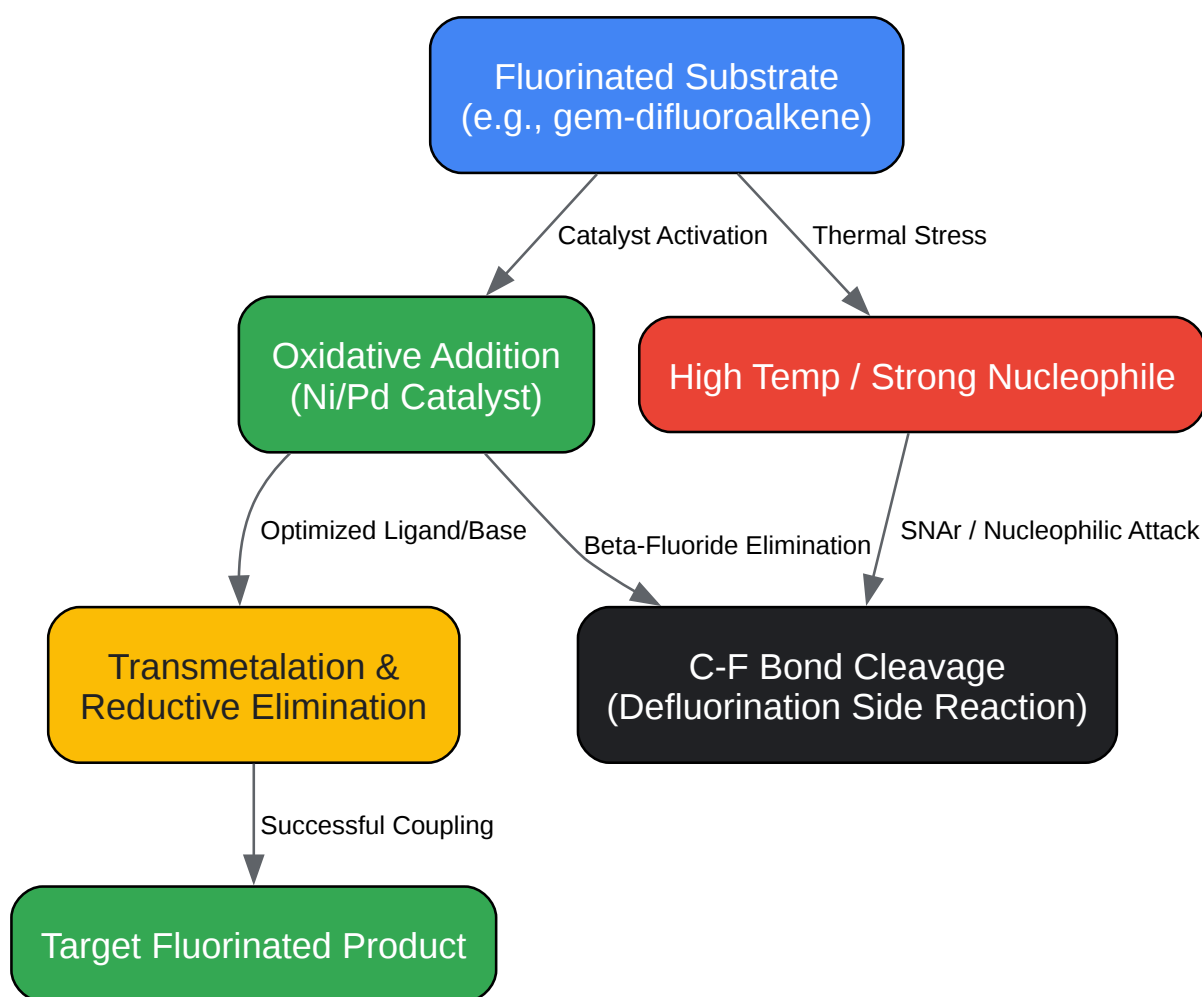 Fluorinated Substrate
(e.g., gem-difluoroalkene)
Catalyst Activation
Thermal Stress
Oxidative Addition
(Ni/Pd Catalyst)
High Temp / Strong Nucleophile
Optimized Ligand/Base
Beta-Fluoride Elimination
SNAr / Nucleophilic Attack
Transmetalation &
Reductive Elimination
C-F Bond Cleavage
(Defluorination Side Reaction)
Successful Coupling
Target Fluorinated Product